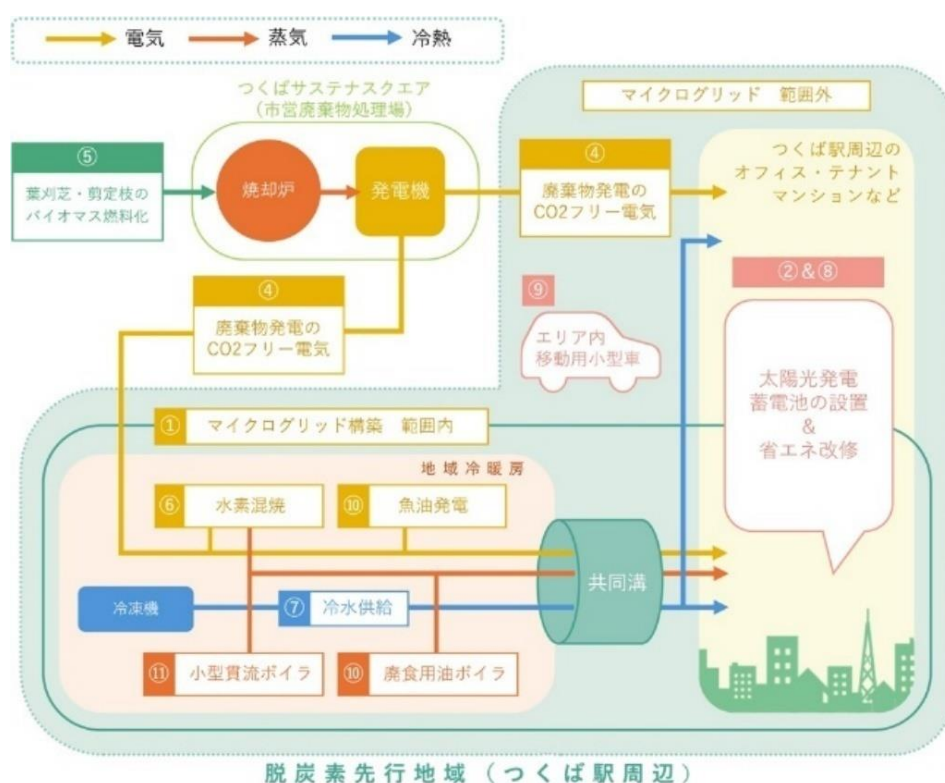 電気
蒸気
冷熱
つくばサステナスクエア
(市営廃棄物処理場)
マイクログリッド 範囲外
⑤
葉刈芝・剪定枝の
バイオマス燃料化
焼却炉
発電機
④
廃棄物発電の
CO2フリー電気
つくば駅周辺の
オフィス・テナント
マンションなど
④
廃棄物発電の
CO2フリー電気
⑨
エリア内
移動用小型車
②&⑧
太陽光発電
蓄電池の設置
&
省エネ改修
① マイクログリッド構築 範囲内
地域冷暖房
⑥ 水素混焼
⑩ 魚油発電
共同溝
冷凍機
⑦ 冷水供給
⑪ 小型貫流ボイラ
⑩ 廃食用油ボイラ
脱炭素先行地域(つくば駅周辺)